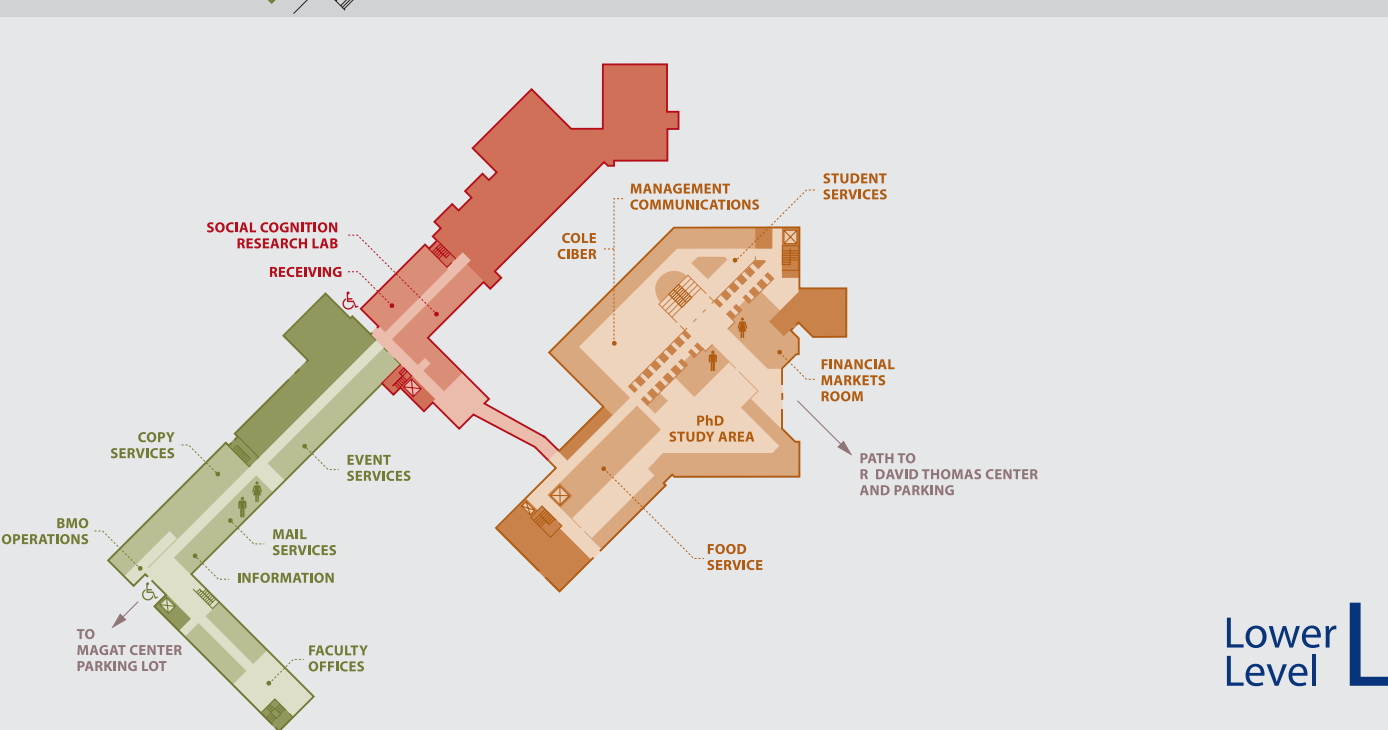 STUDENT
SERVICES
MANAGEMENT
COMMUNICATIONS
SOCIAL COGNITION
RESEARCH LAB
COLE
CIBER
RECEIVING
FINANCIAL
MARKETS
ROOM
PhD
STUDY AREA
COPY
SERVICES
EVENT
SERVICES
PATH TO
R DAVID THOMAS CENTER
AND PARKING
BMO
OPERATIONS
MAIL
SERVICES
FOOD
SERVICE
INFORMATION
TO
MAGAT CENTER
PARKING LOT
FACULTY
OFFICES
Lower
Level
L